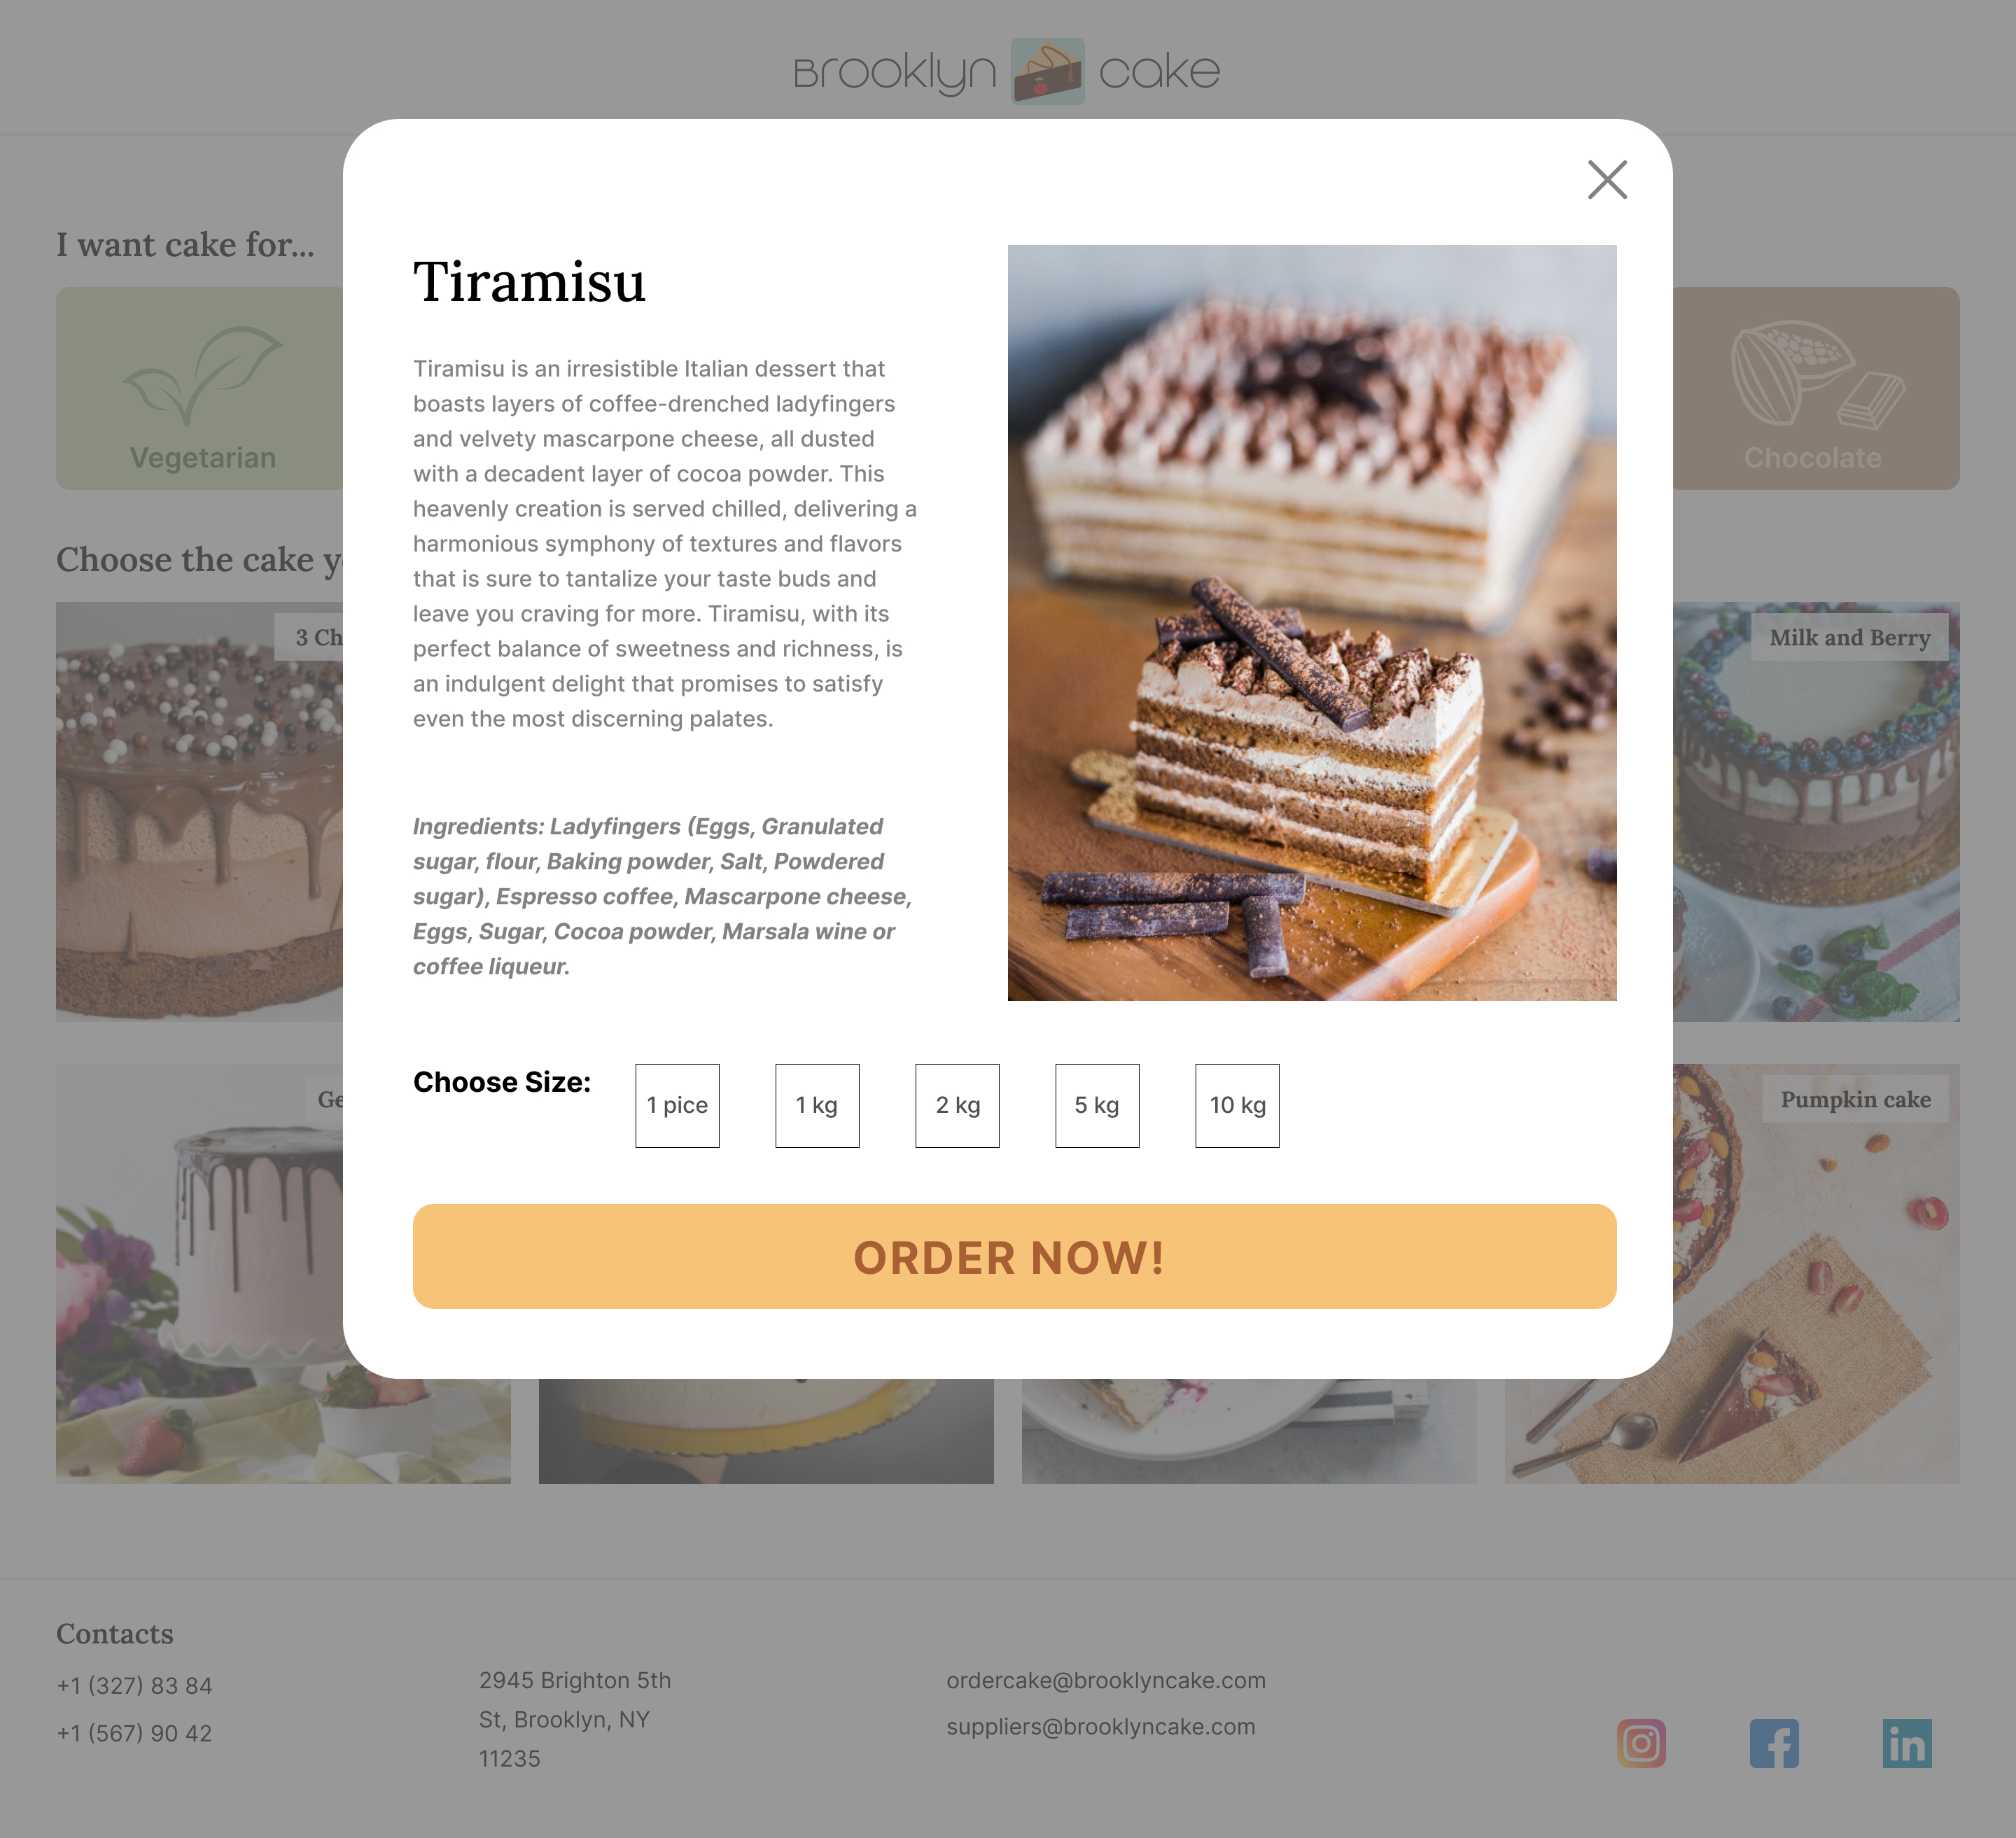 Brooklyn cake
I want cake for...
Vegetarian
Chocolate
Choose the cake
3
Milk and Berry
Pumpkin cake
Tiramisu
Tiramisu is an irresistible Italian dessert that
boasts layers of coffee-drenched ladyfingers
and velvety mascarpone cheese, all dusted
with a decadent layer of cocoa powder. This
heavenly creation is served chilled, delivering a
harmonious symphony of textures and flavors
that is sure to tantalize your taste buds and
leave you craving for more. Tiramisu, with its
perfect balance of sweetness and richness, is
an indulgent delight that promises to satisfy
even the most discerning palates.
Ingredients: Ladyfingers (Eggs, Granulated
sugar, flour, Baking powder, Salt, Powdered
sugar), Espresso coffee, Mascarpone cheese,
Eggs, Sugar, Cocoa powder, Marsala wine or
coffee liqueur.
Choose Size:
1 pice
1 kg
2 kg
5 kg
10 kg
ORDER NOW!
Contacts
+1 (327) 83 84
+1 (567) 90 42
2945 Brighton 5th
St, Brooklyn, NY
11235
ordercake@brooklyncake.com
suppliers@brooklyncake.com
in